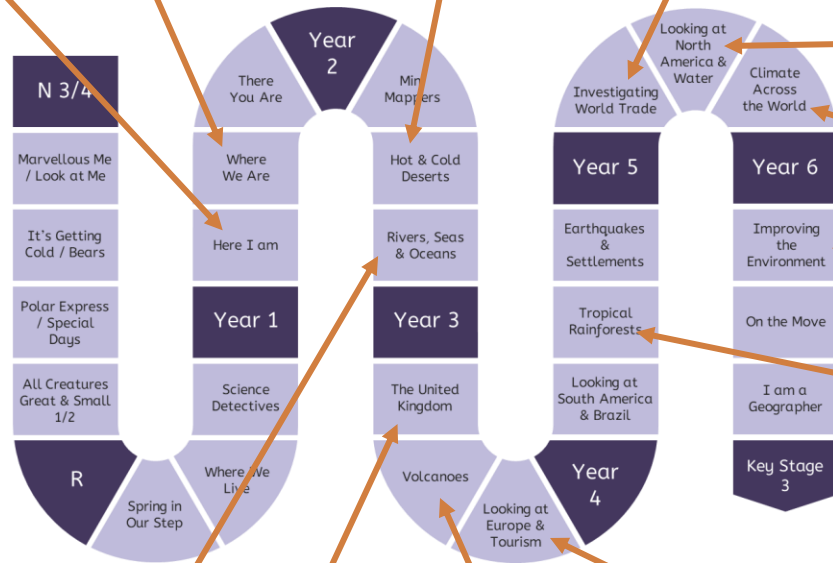 N 3/4
Marvellous Me
/ Look at Me
It's Getting
Cold / Bears
Polar Express
/ Special
Days
All Creatures
Great & Small
1/2
R
Spring in
Our Step
Where We
Live
Science
Detectives
Year 1
Here I am
Where
We Are
There
You Are
Year
2
Mini
Mappers
Hot & Cold
Deserts
Rivers, Seas
& Oceans
Year 3
The United
Kingdom
Volcanoes
Looking at
Europe &
Tourism
Year
4
Looking at
South America
& Brazil
Tropical
Rainforests
Earthquakes
&
Settlements
Year 5
Investigating
World Trade
Looking at
North
America &
Water
Climate
Across
the World
Year 6
Improving
the
Environment
On the Move
I am a
Geographer
Key Stage
3